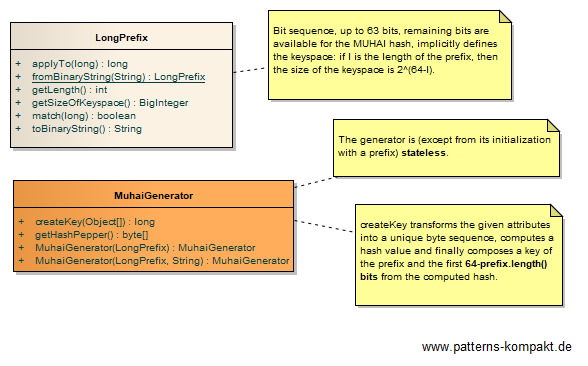 LongPrefix
+ applyTo(long) : long
+ fromBinaryString(String) : LongPrefix
+ getLength() : int
+ getSizeOfKeyspace() : BigInteger
+ match(long) : boolean
+ toBinaryString() : String
Bit sequence, up to 63 bits, remaining bits are
available for the MUHAI hash, implicitly defines
the keyspace: if l is the length of the prefix, then
the size of the keyspace is 2^(64-l).
The generator is (except from its initialization
with a prefix) stateless.
MuhaiGenerator
+ createKey(Object[]) : long
+ getHashPepper() : byte[]
+ MuhaiGenerator(LongPrefix) : MuhaiGenerator
+ MuhaiGenerator(LongPrefix, String) : MuhaiGenerator
createKey transforms the given attributes
into a unique byte sequence, computes a
hash value and finally composes a key of
the prefix and the first 64-prefix.length()
bits from the computed hash.
www.patterns-kompakt.de